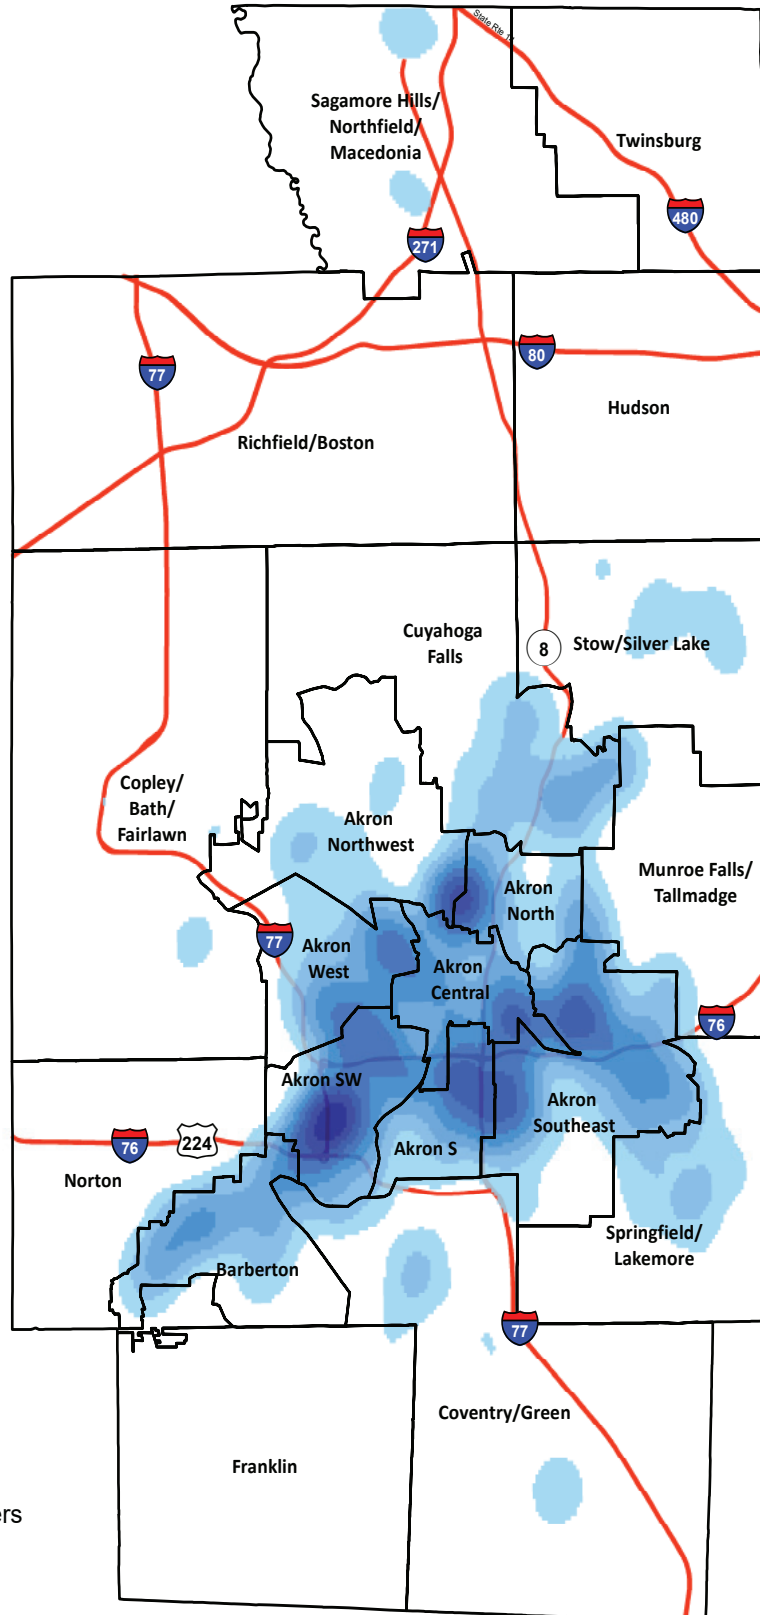 State Rte 14
Sagamore Hills/
Northfield/
Macedonia
Twinsburg
480
271
77
80
Hudson
Richfield/Boston
Cuyahoga
Falls
8
Stow/Silver Lake
Copley/
Bath/
Fairlawn
Akron
Northwest
Munroe Falls/
Tallmadge
Akron
North
77
Akron
West
Akron
Central
76
Akron SW
Akron
Southeast
76
224
Akron S
Norton
Springfield/
Lakemore
Barberton
77
Coventry/Green
Franklin
ers